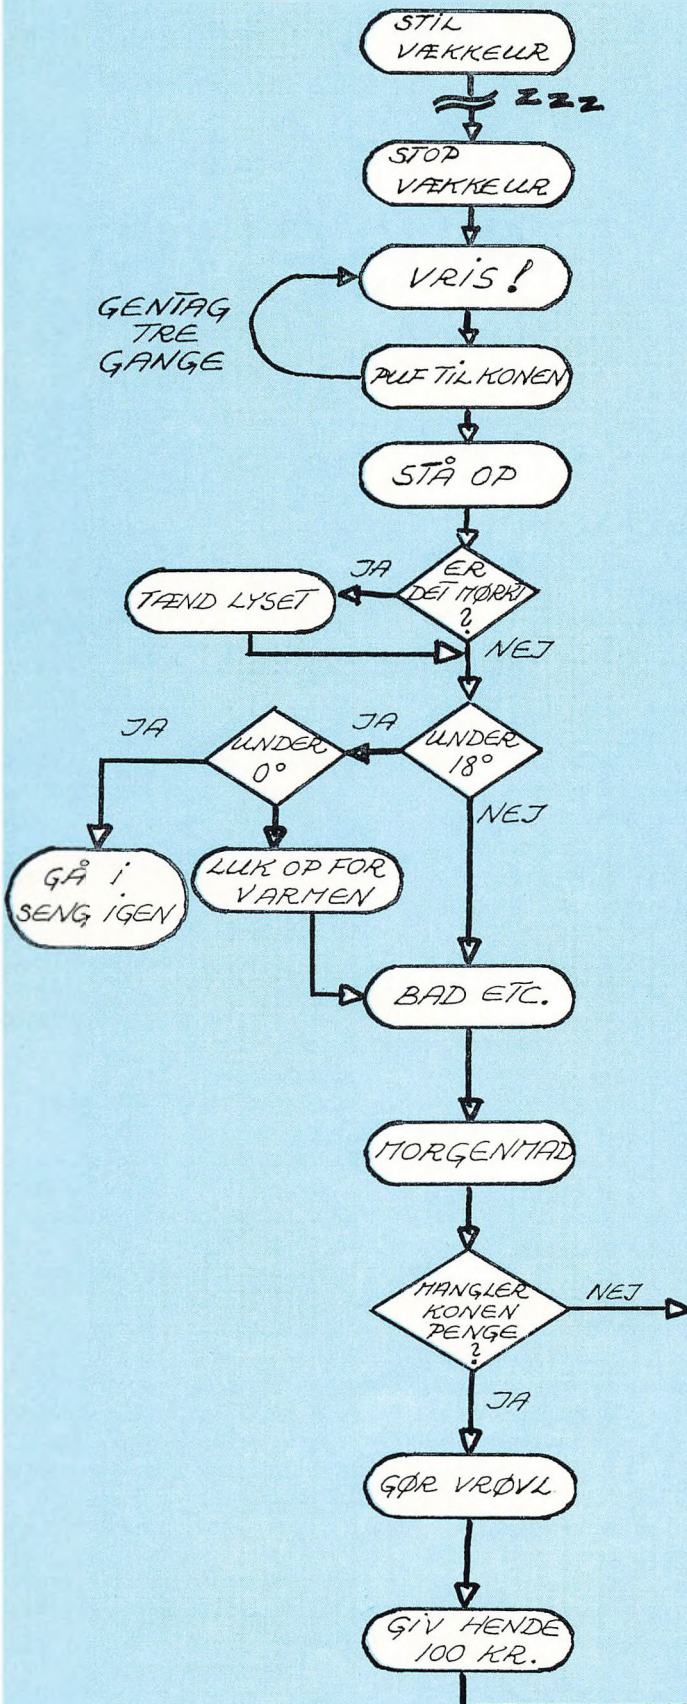 STIL
VÆKKEUR
ZZZ
STOP
VÆKKEUR
VRIS!
GENTAG
TRE
GANGE
PUF TIL KONEN
STÅ OP
ER
DET MØRKT
?
JA
TÆND LYSET
NEJ
UNDER
18°
JA
UNDER
0°
JA
NEJ
GÅ I
SENG IGEN
LUK OP FOR
VARMEN
BAD ETC.
MORGENMAD
MANGLER
KONEN
PENGE
?
NEJ
JA
GØR VRØVL
GIV HENDE
100 KR.